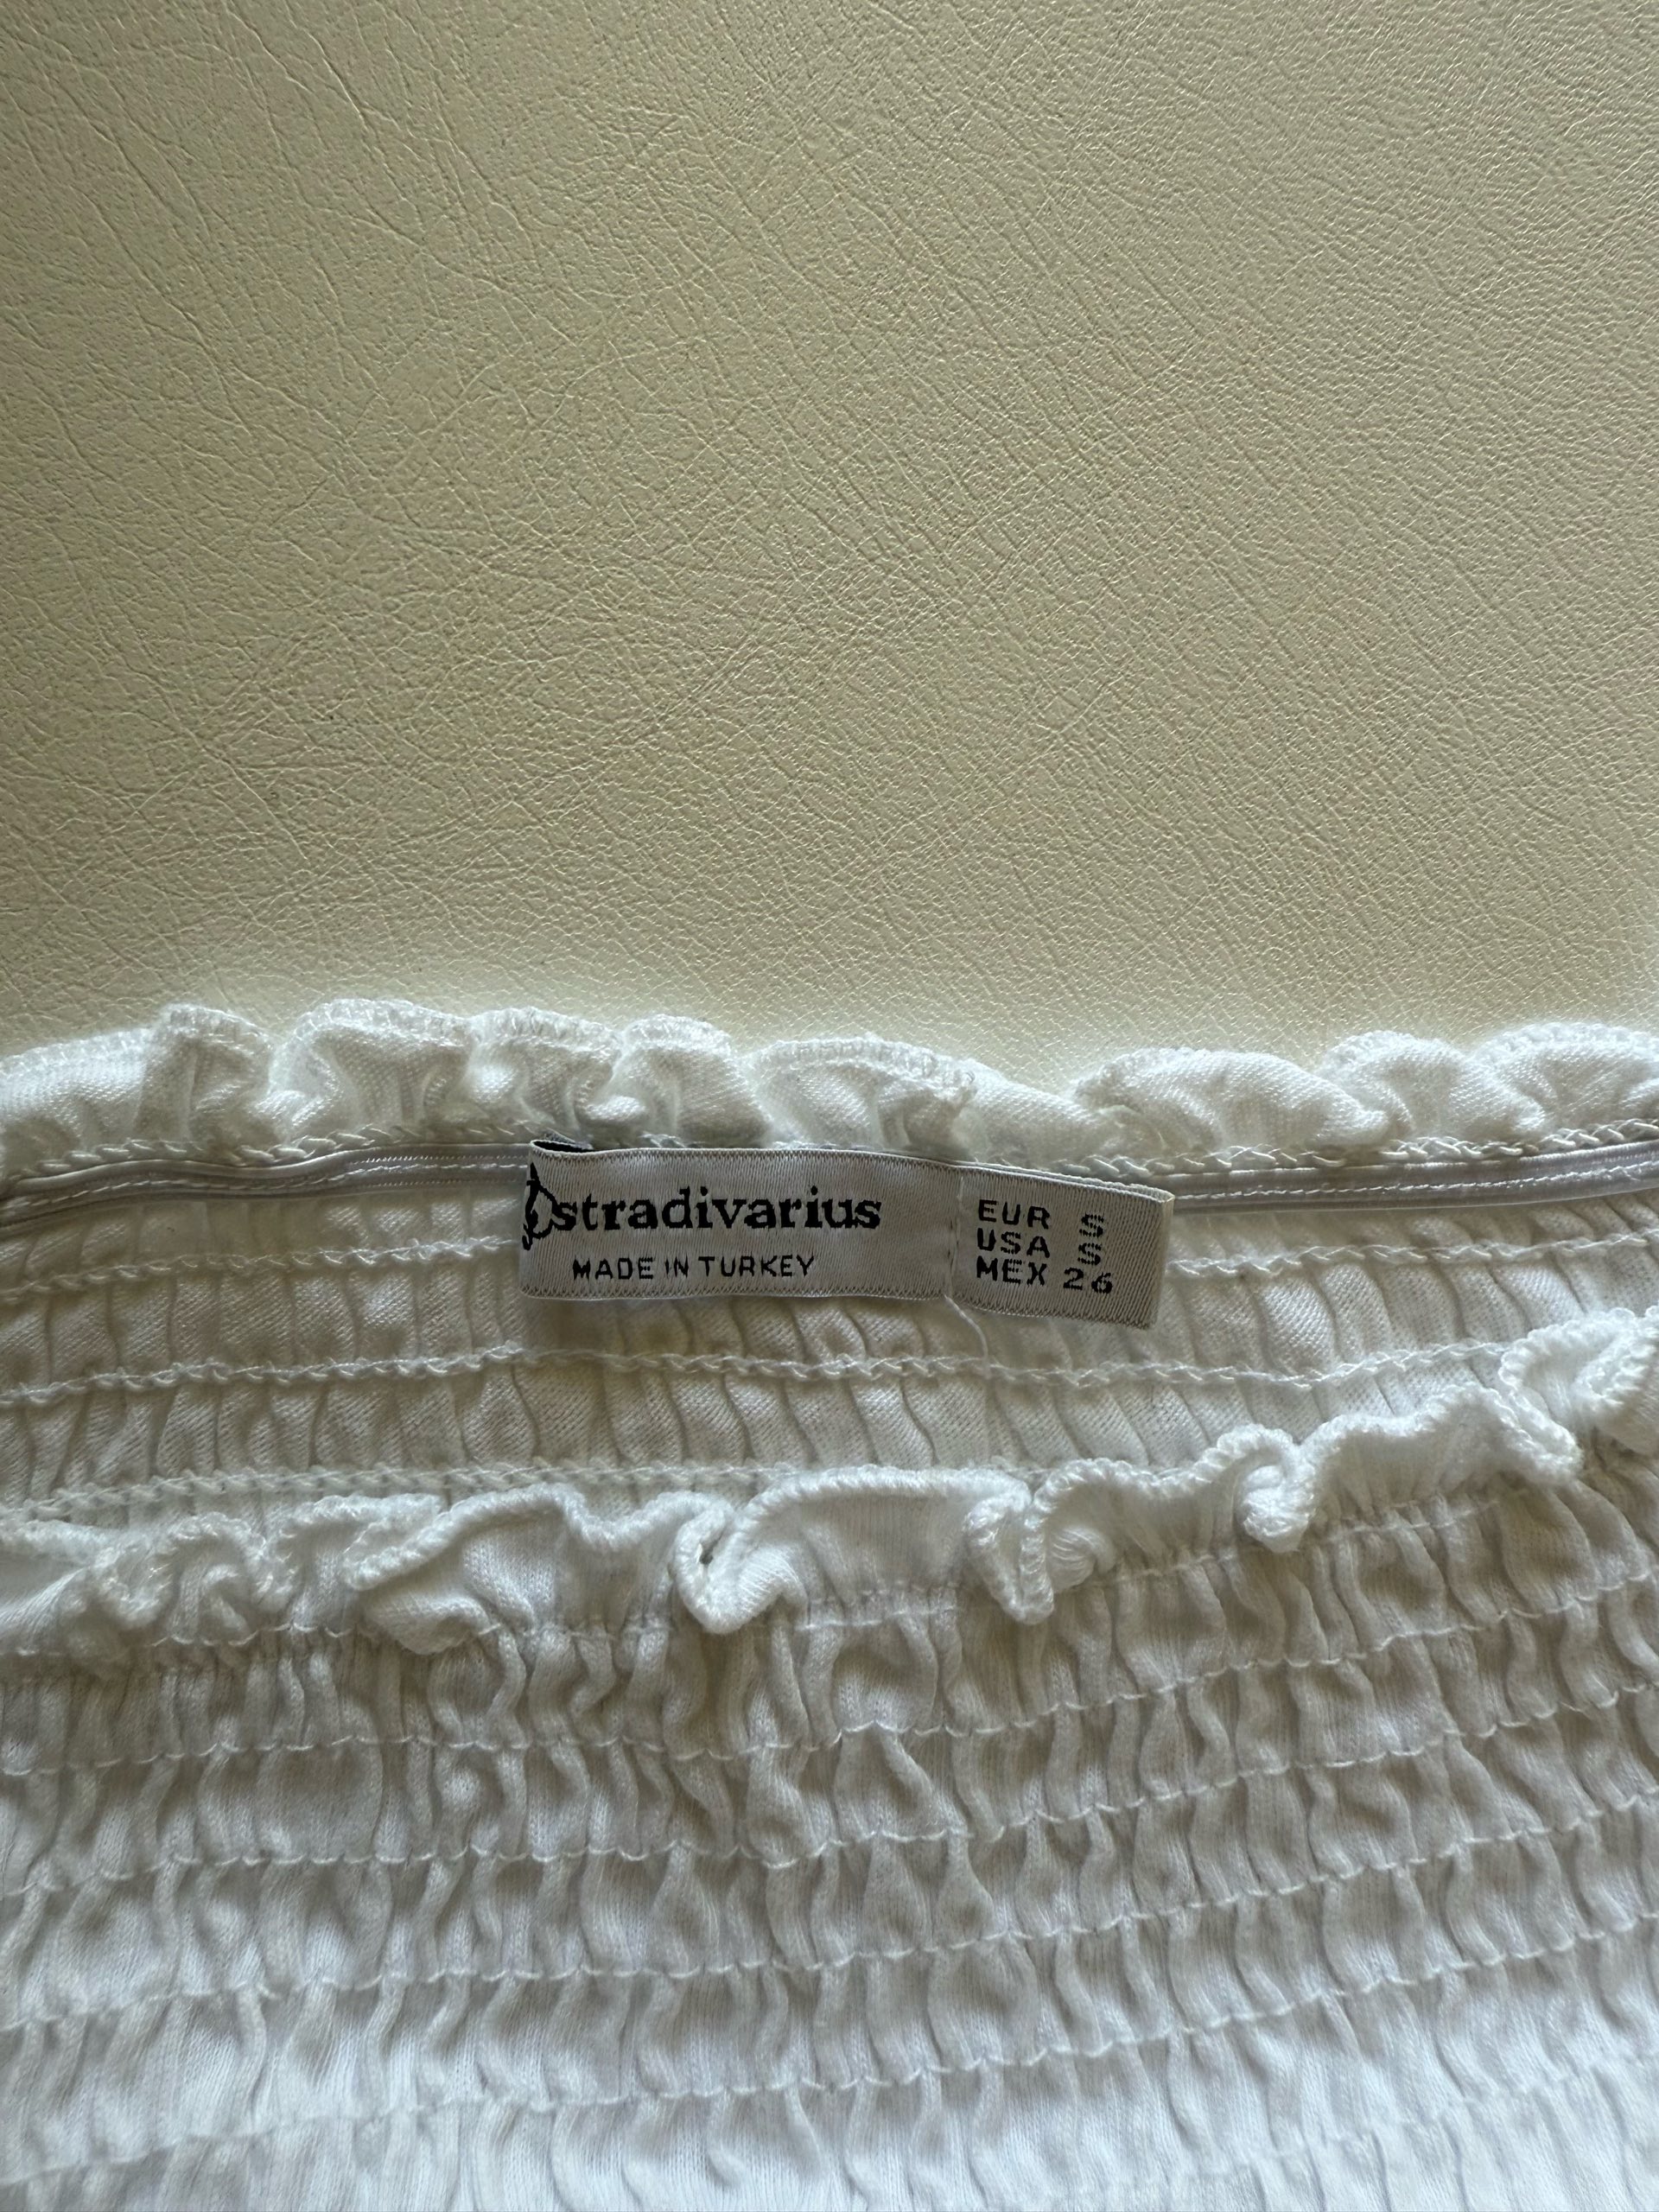 stradivarius
MADE IN TURKEY
EUR S
USA S
MEX 26